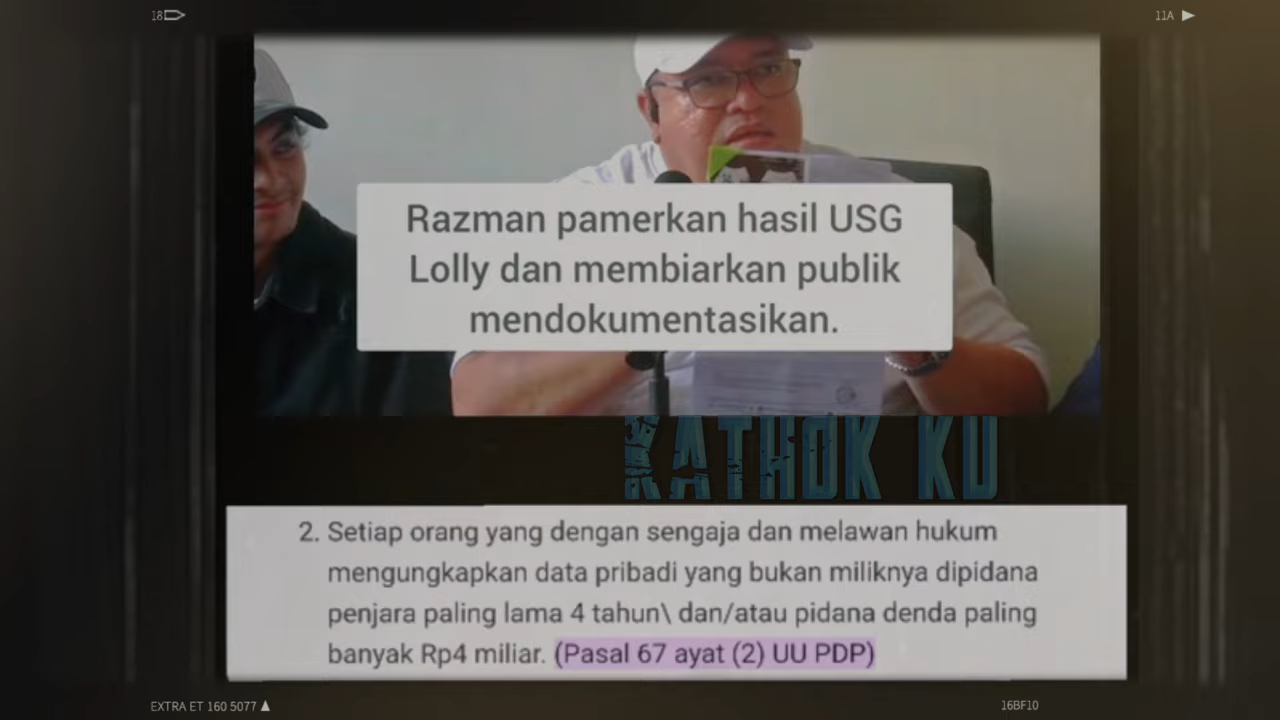 18
11A
Razman pamerkan hasil USG
Lolly dan membiarkan publik
mendokumentasikan.
KATHOK KU
2. Setiap orang yang dengan sengaja dan melawan hukum
mengungkapkan data pribadi yang bukan miliknya dipidana
penjara paling lama 4 tahun\ dan/atau pidana denda paling
banyak Rp4 miliar. (Pasal 67 ayat (2) UU PDP)
EXTRA ET 160 5077
16BF10